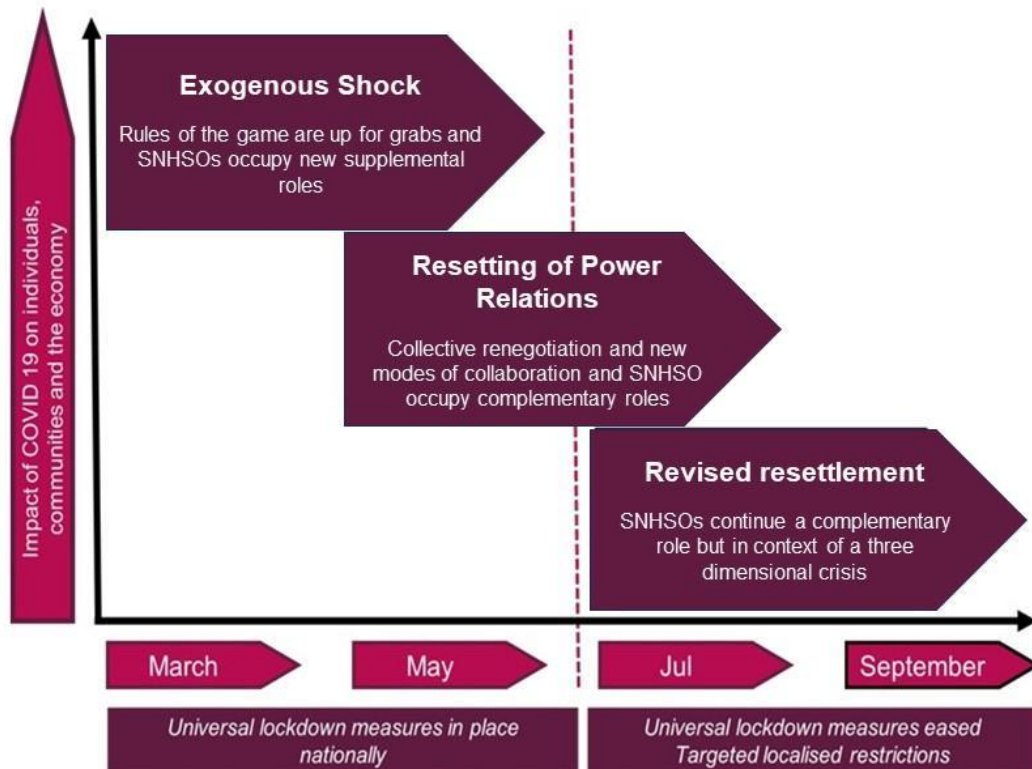 Impact of COVID 19 on individuals,
communities and the economy
Exogenous Shock
Rules of the game are up for grabs and
SNHSOs occupy new supplemental
roles
Resetting of Power
Relations
Collective renegotiation and new
modes of collaboration and SNHSO
occupy complementary roles
Revised resettlement
SNHSOs continue a complementary
role but in context of a three
dimensional crisis
March
May
Jul
September
Universal lockdown measures in place
nationally
Universal lockdown measures eased
Targeted localised restrictions